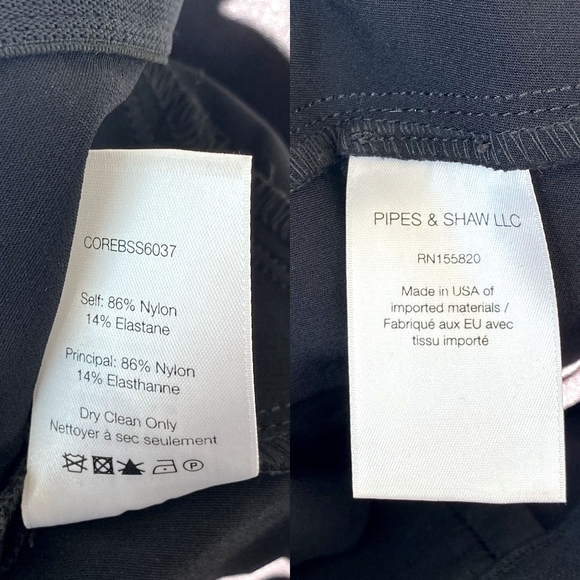 COREBSS6037
Self: 86% Nylon
14% Elastane
Principal: 86% Nylon
14% Elasthanne
Dry Clean Only
Nettoyer à sec seulement
P
PIPES & SHAW LLC
RN155820
Made in USA of
imported materials /
Fabriqué aux EU avec
tissu importé